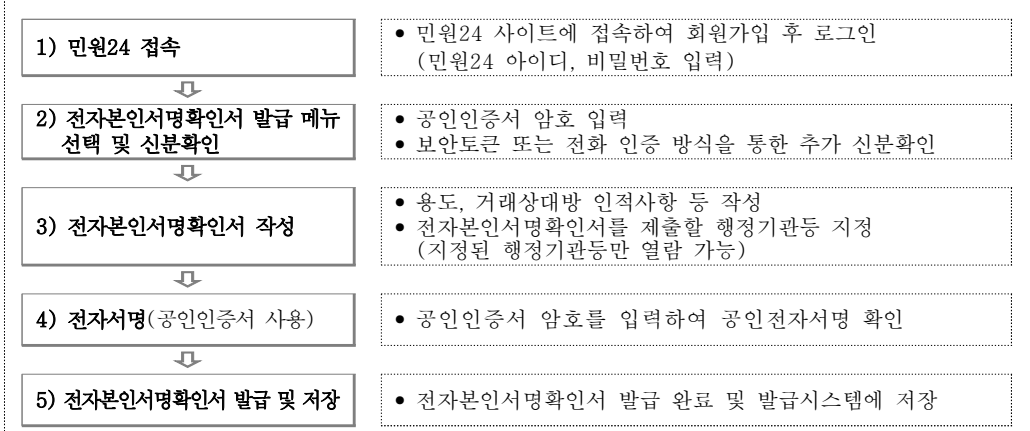 1) 민원24 접속
• 민원24 사이트에 접속하여 회원가입 후 로그인
(민원24 아이디, 비밀번호 입력)
2) 전자본인서명확인서 발급 메뉴
선택 및 신분확인
• 공인인증서 암호 입력
• 보안토큰 또는 전화 인증 방식을 통한 추가 신분확인
3) 전자본인서명확인서 작성
• 용도, 거래상대방 인적사항 등 작성
• 전자본인서명확인서를 제출할 행정기관등 지정
(지정된 행정기관등만 열람 가능)
4) 전자서명(공인인증서 사용)
• 공인인증서 암호를 입력하여 공인전자서명 확인
5) 전자본인서명확인서 발급 및 저장
• 전자본인서명확인서 발급 완료 및 발급시스템에 저장